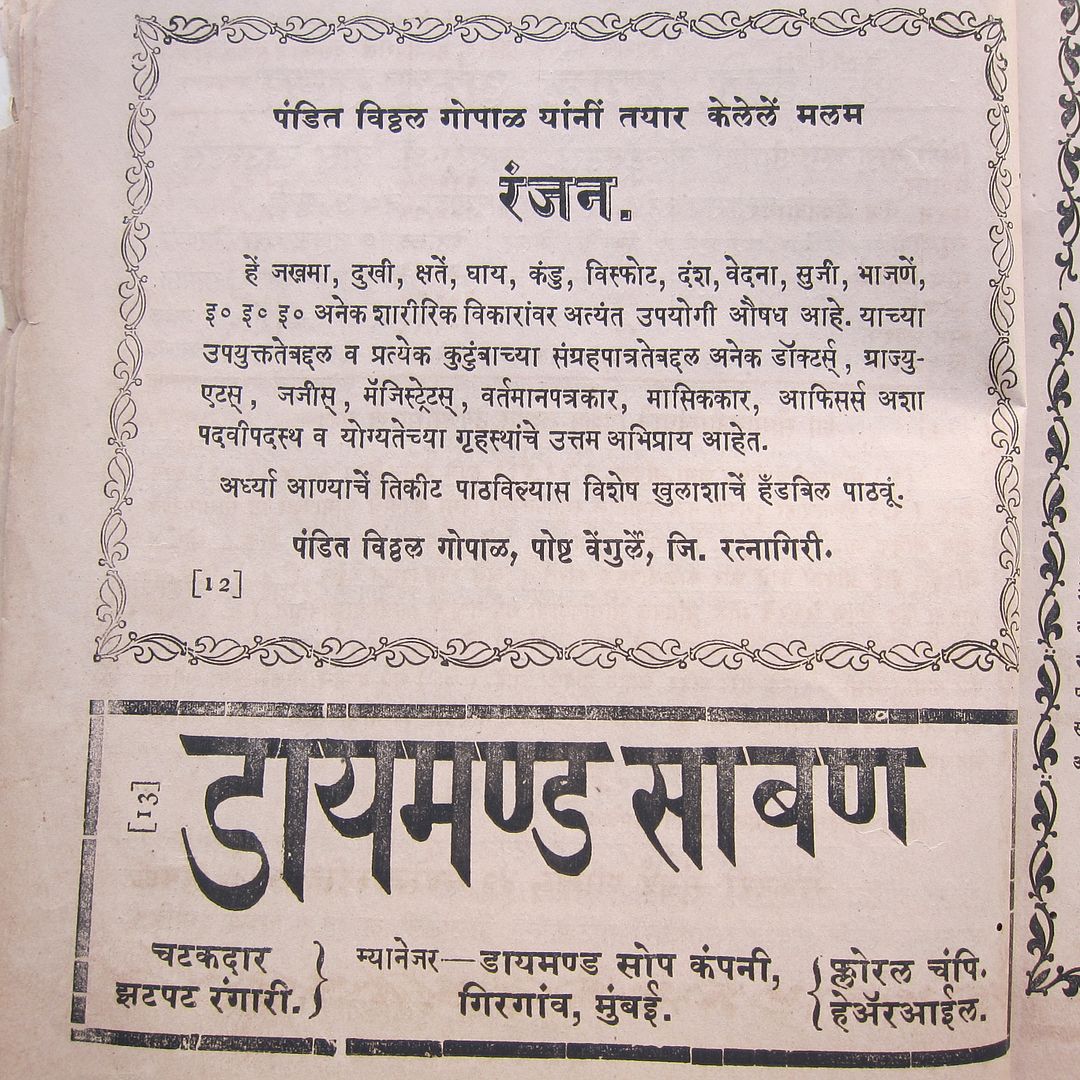 पंडित विठ्ठल गोपाळ यांनीं तयार केलेलें मलम
रंजन.
हें जखमा, दुखी, क्षतें, घाय, कंडु, विस्फोट, दंश, वेदना, सुजी, भाजणें,
इ० इ० इ० अनेक शारीरिक विकारांवर अत्यंत उपयोगी औषध आहे. याच्या
उपयुक्ततेबद्दल व प्रत्येक कुटुंबाच्या संग्रहपात्रतेबद्दल अनेक डॉक्टर्स्, ग्राज्यु-
एटस्, जजीस्, मॅजिस्ट्रेटस्, वर्तमानपत्रकार, मासिककार, आफिसर्स अशा
पदवीपदस्थ व योग्यतेच्या गृहस्थांचे उत्तम अभिप्राय आहेत.
अर्ध्या आण्याचें तिकीट पाठविल्यास विशेष खुलाशाचें हँडबिल पाठवूं.
पंडित विठ्ठल गोपाळ, पोष्ट वेंगुर्लें, जि. रत्नागिरी.
[12]
डायमण्ड साबण
[13]
चटकदार
झटपट रंगारी.
म्यानेजर—डायमण्ड सोप कंपनी,
गिरगांव, मुंबई.
फ्लोरल चंपि.
हेअॅरआईल.